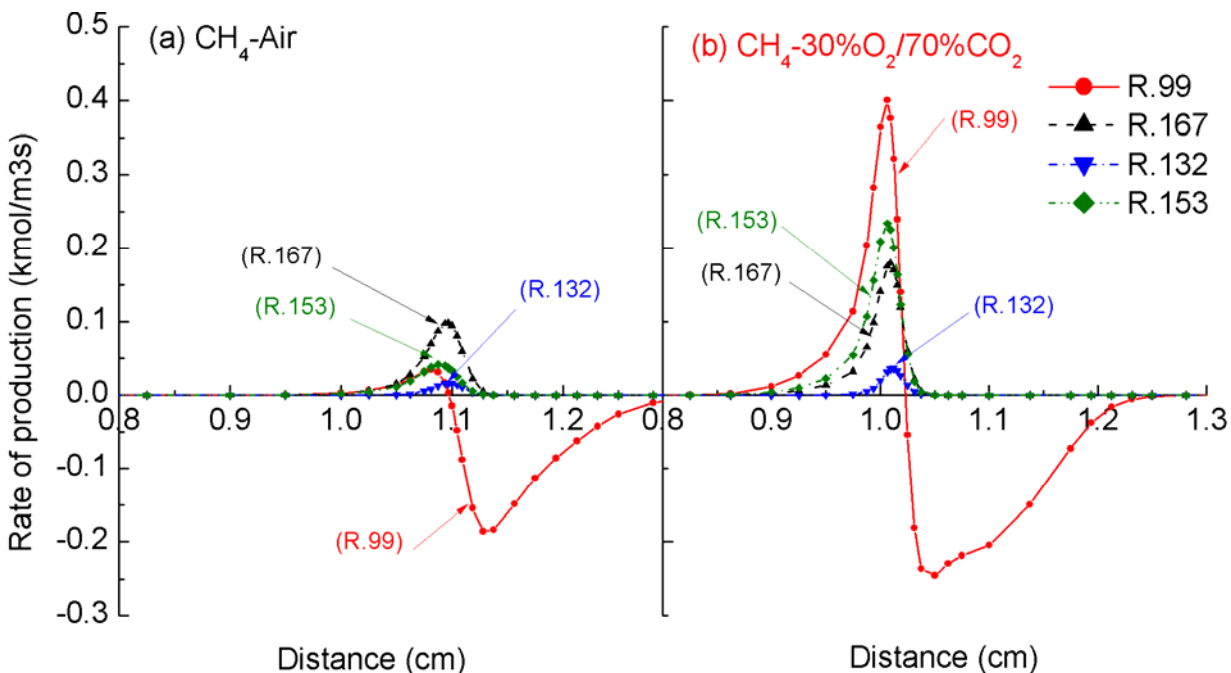 (a) CH₄-Air
(b) CH₄-30%O₂/70%CO₂
R.99
R.167
R.132
R.153
Rate of production (kmol/m3s)
0.5
0.4
0.3
0.2
0.1
0.0
-0.1
-0.2
-0.3
(R.167)
(R.153)
(R.132)
(R.99)
(R.99)
(R.153)
(R.167)
(R.132)
0.8 0.9 1.0 1.1 1.2 0.8 0.9 1.0 1.1 1.2 1.3
Distance (cm) Distance (cm)